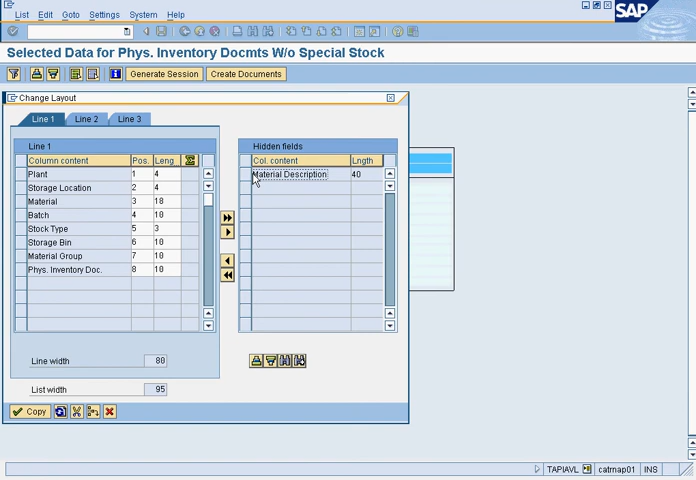 List Edit Goto Settings System Help
SAP
Selected Data for Phys. Inventory Docmts W/o Special Stock
Generate Session Create Documents
Change Layout
Line 1 Line 2 Line 3
Line 1
Column content Pos. Leng
Plant 1 4
Storage Location 2 4
Material 3 18
Batch 4 10
Stock Type 5 3
Storage Bin 6 10
Material Group 7 10
Phys. Inventory Doc. 8 10
Hidden fields
Col. content Lngth
Material Description 40
Line width 80
List width 95
Copy
TAPIAVL catrnap01 INS